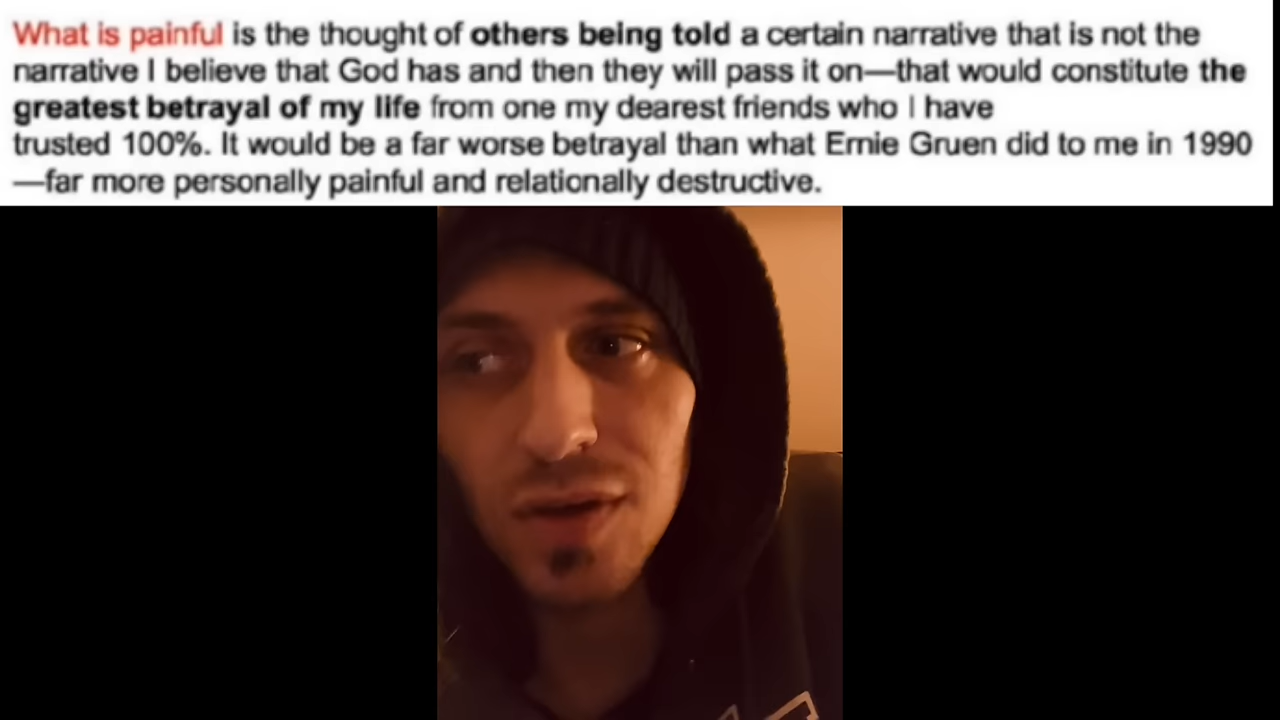 What is painful is the thought of others being told a certain narrative that is not the
narrative I believe that God has and then they will pass it on—that would constitute the
greatest betrayal of my life from one my dearest friends who I have
trusted 100%. It would be a far worse betrayal than what Ernie Gruen did to me in 1990
—far more personally painful and relationally destructive.